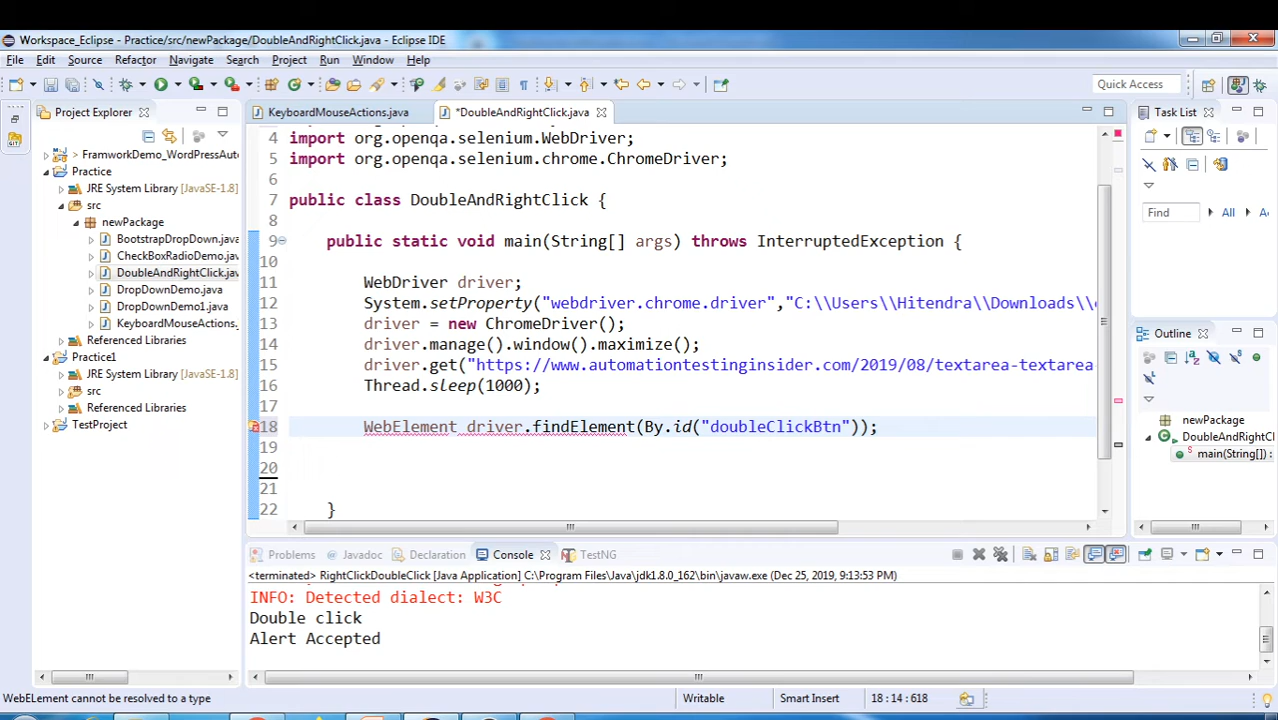 Workspace_Eclipse - Practice/src/newPackage/DoubleAndRightClick.java - Eclipse IDE
File Edit Source Refactor Navigate Search Project Run Window Help
Quick Access
Project Explorer
KeyboardMouseActions.java
*DoubleAndRightClick.java
Task List
> FramworkDemo_WordPressAuto
Practice
JRE System Library [JavaSE-1.8]
src
newPackage
BootstrapDropDown.java
CheckBoxRadioDemo.jav
DoubleAndRightClick.jav
DropDownDemo.java
DropDownDemo1.java
KeyboardMouseActions.
Referenced Libraries
Practice1
JRE System Library [JavaSE-1.8]
src
Referenced Libraries
TestProject
4 import org.openqa.selenium.WebDriver;
5 import org.openqa.selenium.chrome.ChromeDriver;
6
7 public class DoubleAndRightClick {
8
9 public static void main(String[] args) throws InterruptedException {
10
11 WebDriver driver;
12 System.setProperty("webdriver.chrome.driver","C:\\Users\\Hitendra\\Downloads\\
13 driver = new ChromeDriver();
14 driver.manage().window().maximize();
15 driver.get("https://www.automationtestinginsider.com/2019/08/textarea-textarea-
16 Thread.sleep(1000);
17
18 WebElement driver.findElement(By.id("doubleClickBtn"));
19
20
21
22 }
Find All A
Outline
newPackage
DoubleAndRightCl
main(String[]) :
Problems Javadoc Declaration Console TestNG
<terminated> RightClickDoubleClick [Java Application] C:\Program Files\Java\jdk1.8.0_162\bin\javaw.exe (Dec 25, 2019, 9:13:53 PM)
INFO: Detected dialect: W3C
Double click
Alert Accepted
WebELement cannot be resolved to a type
Writable
Smart Insert
18:14:618